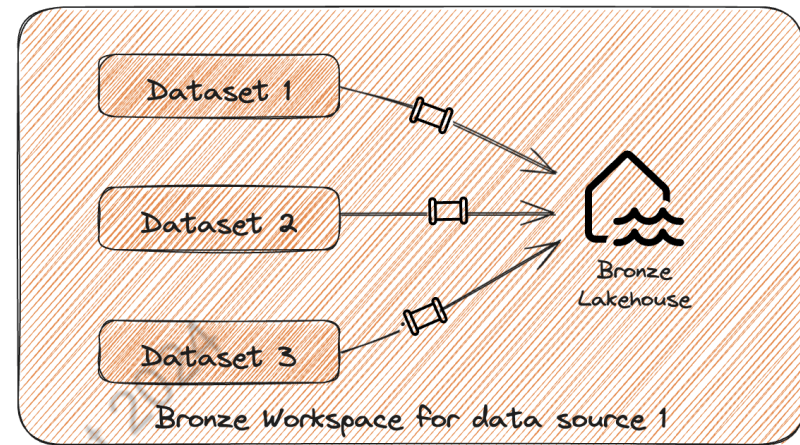 Dataset 1
Dataset 2
Dataset 3
Bronze
Lakehouse
Bronze Workspace for data source 1